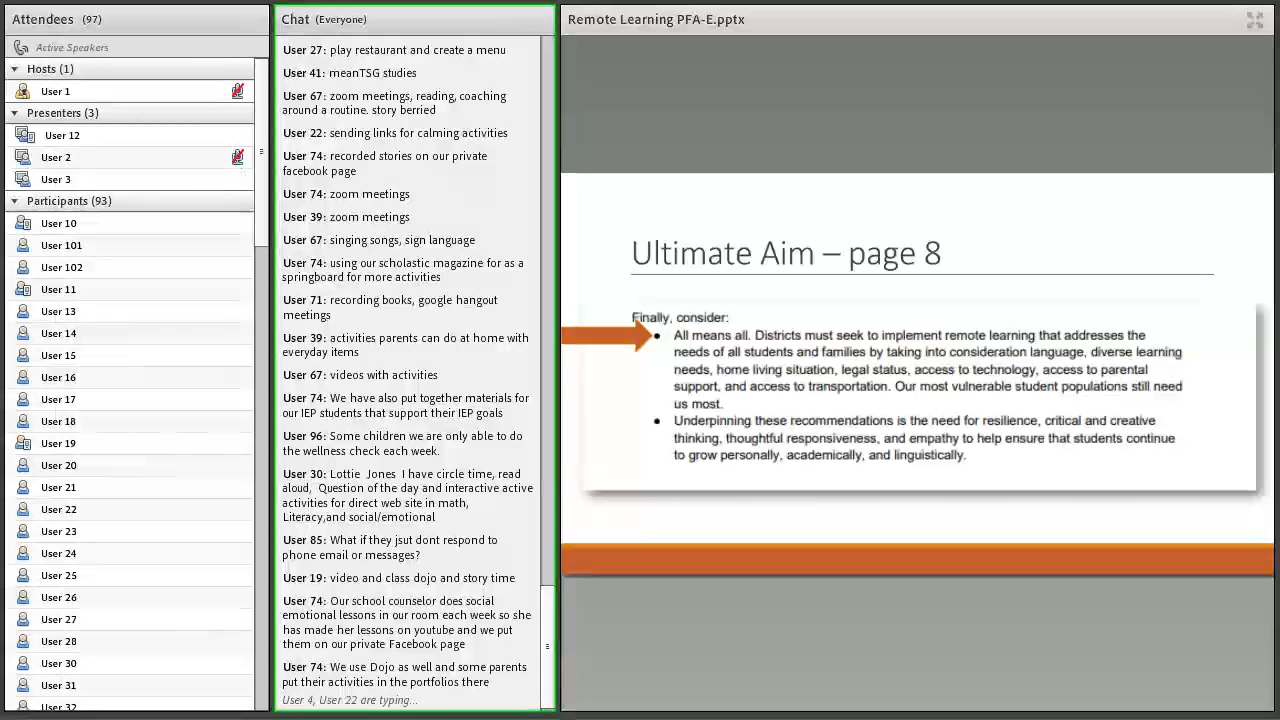 Attendees (97)
Active Speakers
Hosts (1)
User 1
Presenters (3)
User 12
User 2
User 3
Participants (93)
User 10
User 101
User 102
User 11
User 13
User 14
User 15
User 16
User 17
User 18
User 19
User 20
User 21
User 22
User 23
User 24
User 25
User 26
User 27
User 28
User 30
User 31
User 32
Chat (Everyone)
User 27: play restaurant and create a menu
User 41: meanTSG studies
User 67: zoom meetings, reading, coaching
around a routine. story berried
User 22: sending links for calming activities
User 74: recorded stories on our private
facebook page
User 74: zoom meetings
User 39: zoom meetings
User 67: singing songs, sign language
User 74: using our scholastic magazine for as a
springboard for more activities
User 71: recording books, google hangout
meetings
User 39: activities parents can do at home with
everyday items
User 67: videos with activities
User 74: We have also put together materials for
our IEP students that support their IEP goals
User 96: Some children we are only able to do
the wellness check each week.
User 30: Lottie Jones I have circle time, read
aloud, Question of the day and interactive active
activities for direct web site in math,
Literacy,and social/emotional
User 85: What if they jsut dont respond to
phone email or messages?
User 19: video and class dojo and story time
User 74: Our school counselor does social
emotional lessons in our room each week so she
has made her lessons on youtube and we put
them on our private Facebook page
User 74: We use Dojo as well and some parents
put their activities in the portfolios there
User 4, User 22 are typing...
Remote Learning PFA-E.pptx
Ultimate Aim – page 8
Finally, consider:
● All means all. Districts must seek to implement remote learning that addresses the
needs of all students and families by taking into consideration language, diverse learning
needs, home living situation, legal status, access to technology, access to parental
support, and access to transportation. Our most vulnerable student populations still need
us most.
● Underpinning these recommendations is the need for resilience, critical and creative
thinking, thoughtful responsiveness, and empathy to help ensure that students continue
to grow personally, academically, and linguistically.